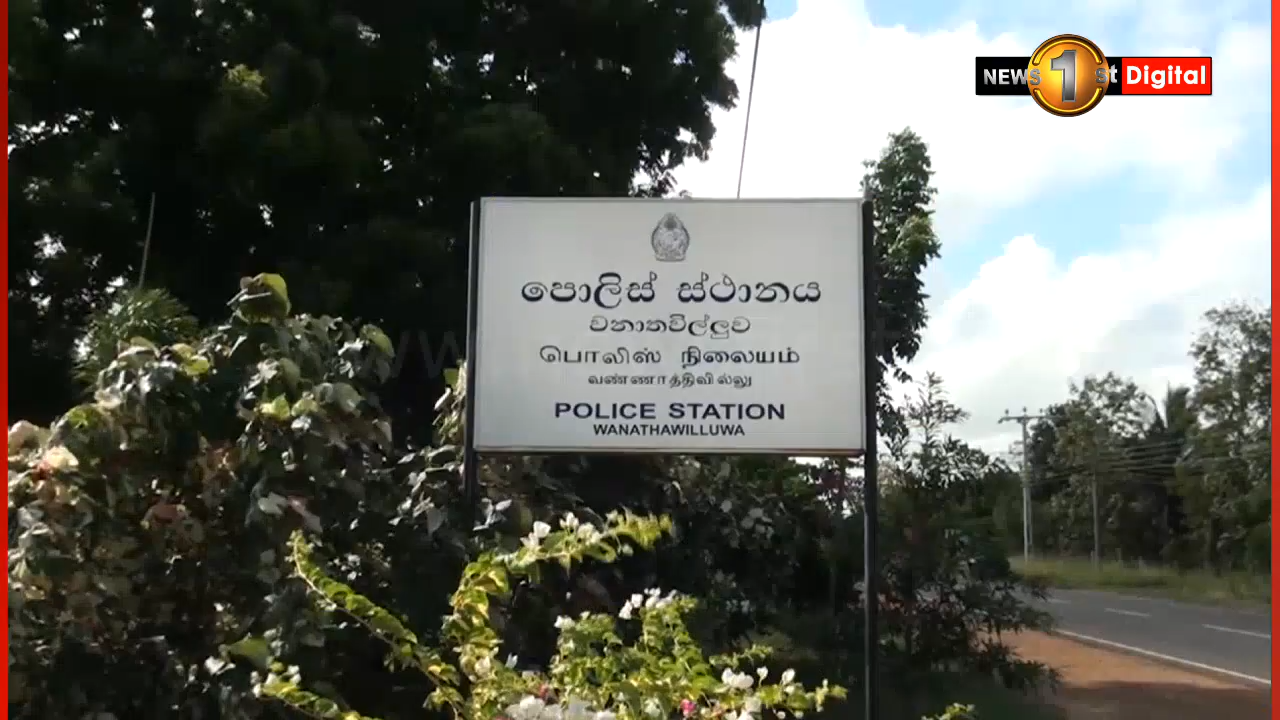 NEWS 1st Digital
පොලිස් ස්ථානය
වනාතවිල්ලුව
பொலிஸ் நிலையம்
வண்ணாத்திவில்லு
POLICE STATION
WANATHAWILLUWA